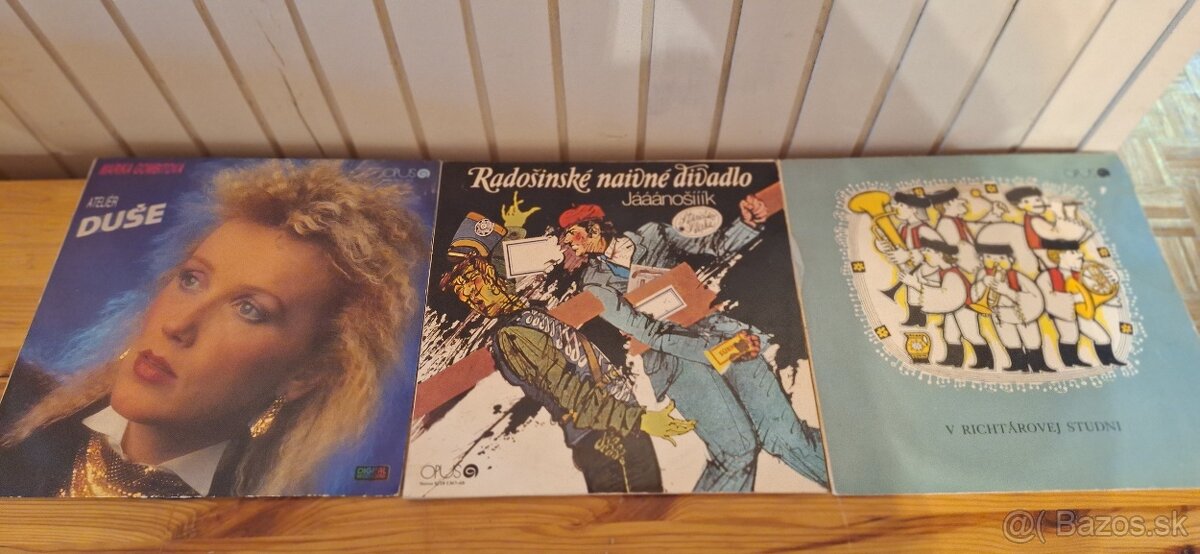 MARIKA GOMBITOVÁ
OPUS
ATELIÉR
DUŠE
DIGITAL
Radošinské naivné divadlo
Jááánošííík
OPUS
OPUS
V RICHTÁROVEJ STUDNI
@( Bazos.sk